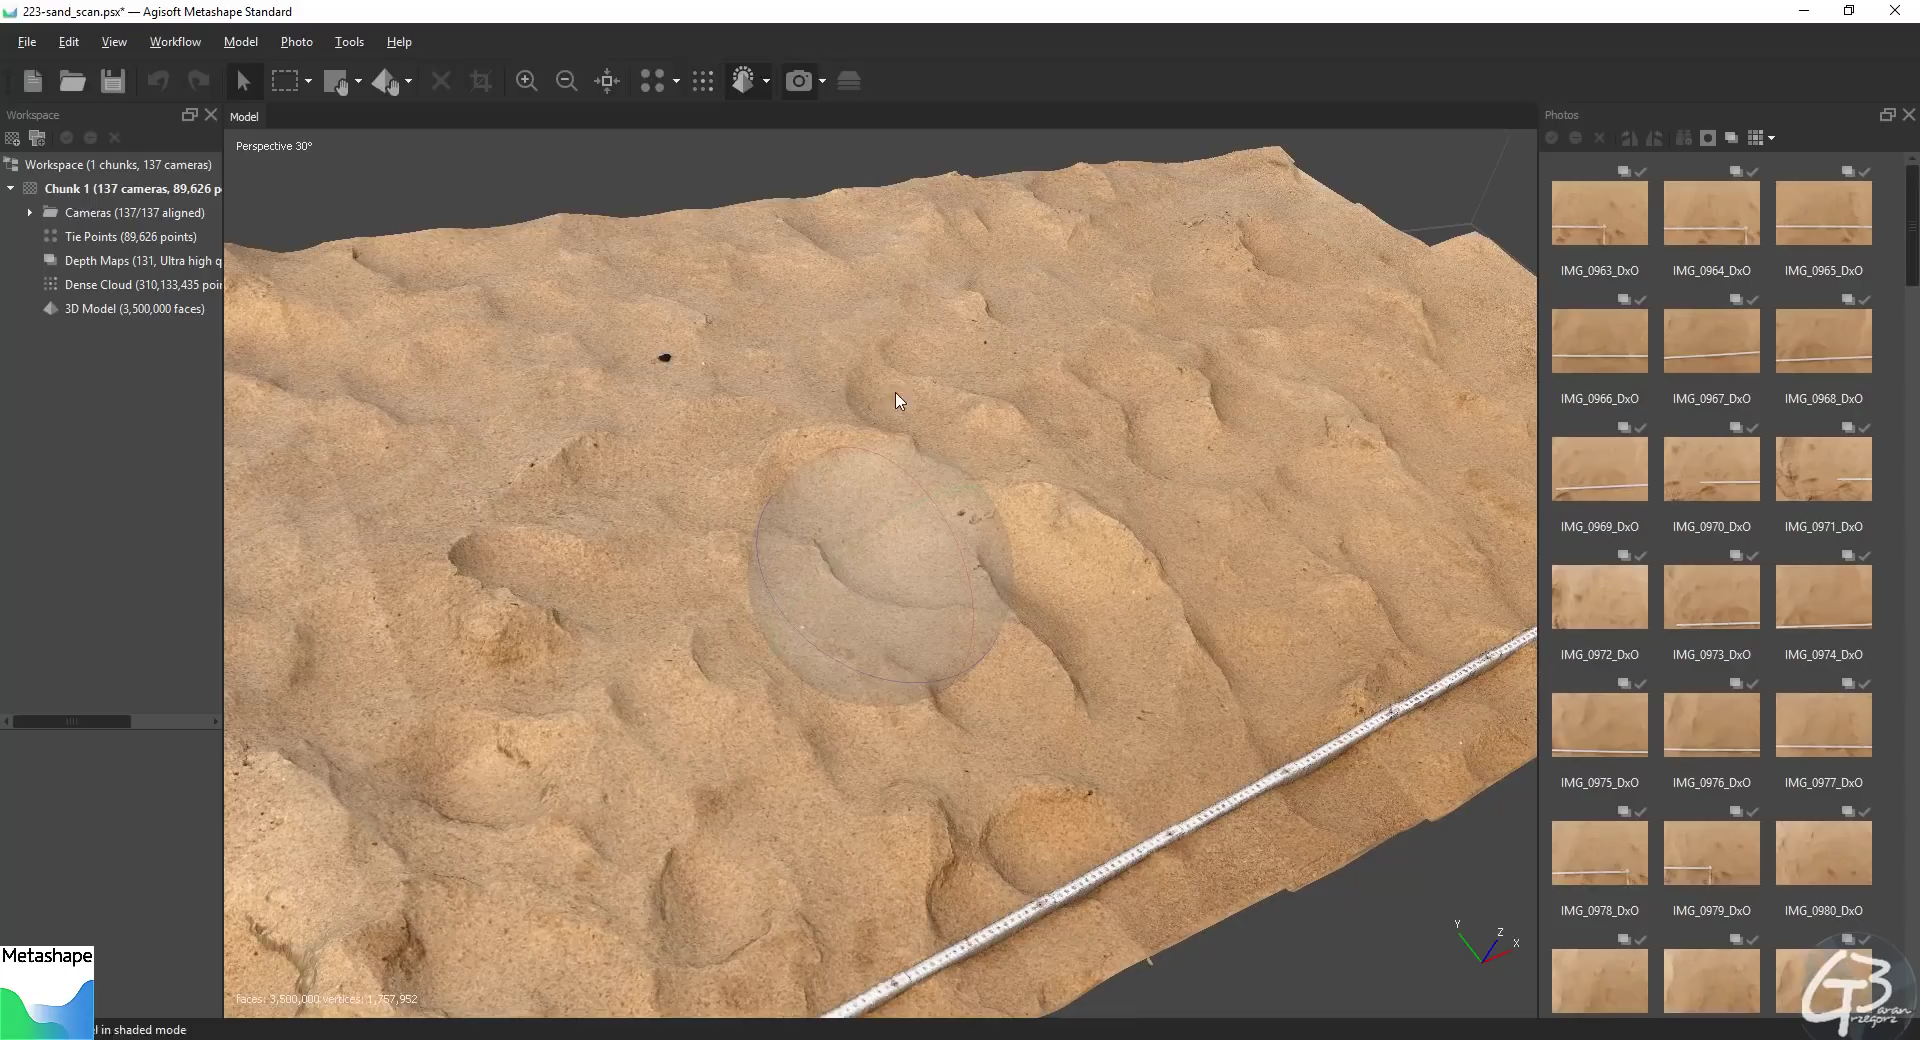 223-sand_scan.psx* — Agisoft Metashape Standard
File Edit View Workflow Model Photo Tools Help
Workspace
Workspace (1 chunks, 137 cameras)
Chunk 1 (137 cameras, 89,626 p
Cameras (137/137 aligned)
Tie Points (89,626 points)
Depth Maps (131, Ultra high q
Dense Cloud (310,133,435 poi
3D Model (3,500,000 faces)
Model
Perspective 30°
faces: 3,500,000 vertices: 1,757,952
Y
Z
X
Photos
IMG_0963_DxO IMG_0964_DxO IMG_0965_DxO
IMG_0966_DxO IMG_0967_DxO IMG_0968_DxO
IMG_0969_DxO IMG_0970_DxO IMG_0971_DxO
IMG_0972_DxO IMG_0973_DxO IMG_0974_DxO
IMG_0975_DxO IMG_0976_DxO IMG_0977_DxO
IMG_0978_DxO IMG_0979_DxO IMG_0980_DxO
Metashape
el in shaded mode
Grzegorz
Baran